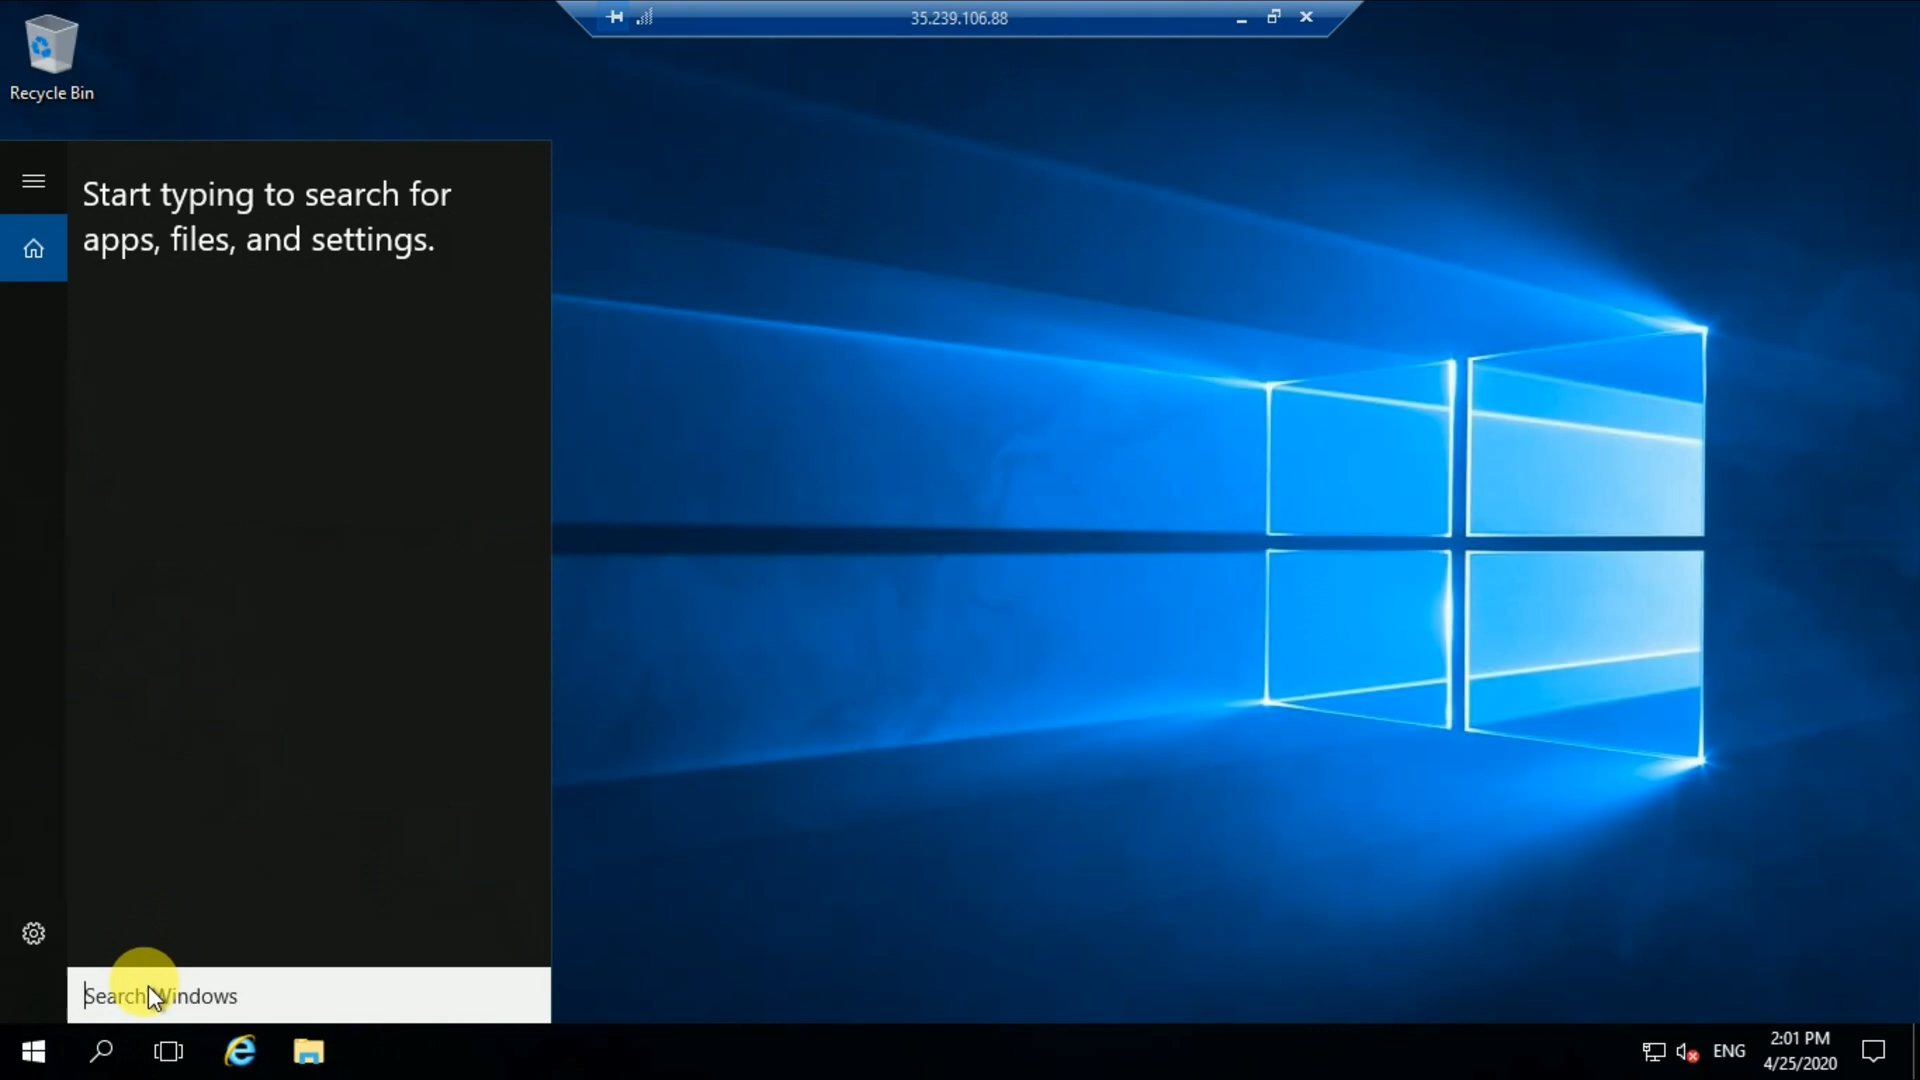 35.239.106.88
Recycle Bin
Start typing to search for
apps, files, and settings.
Search Windows
ENG
2:01 PM
4/25/2020